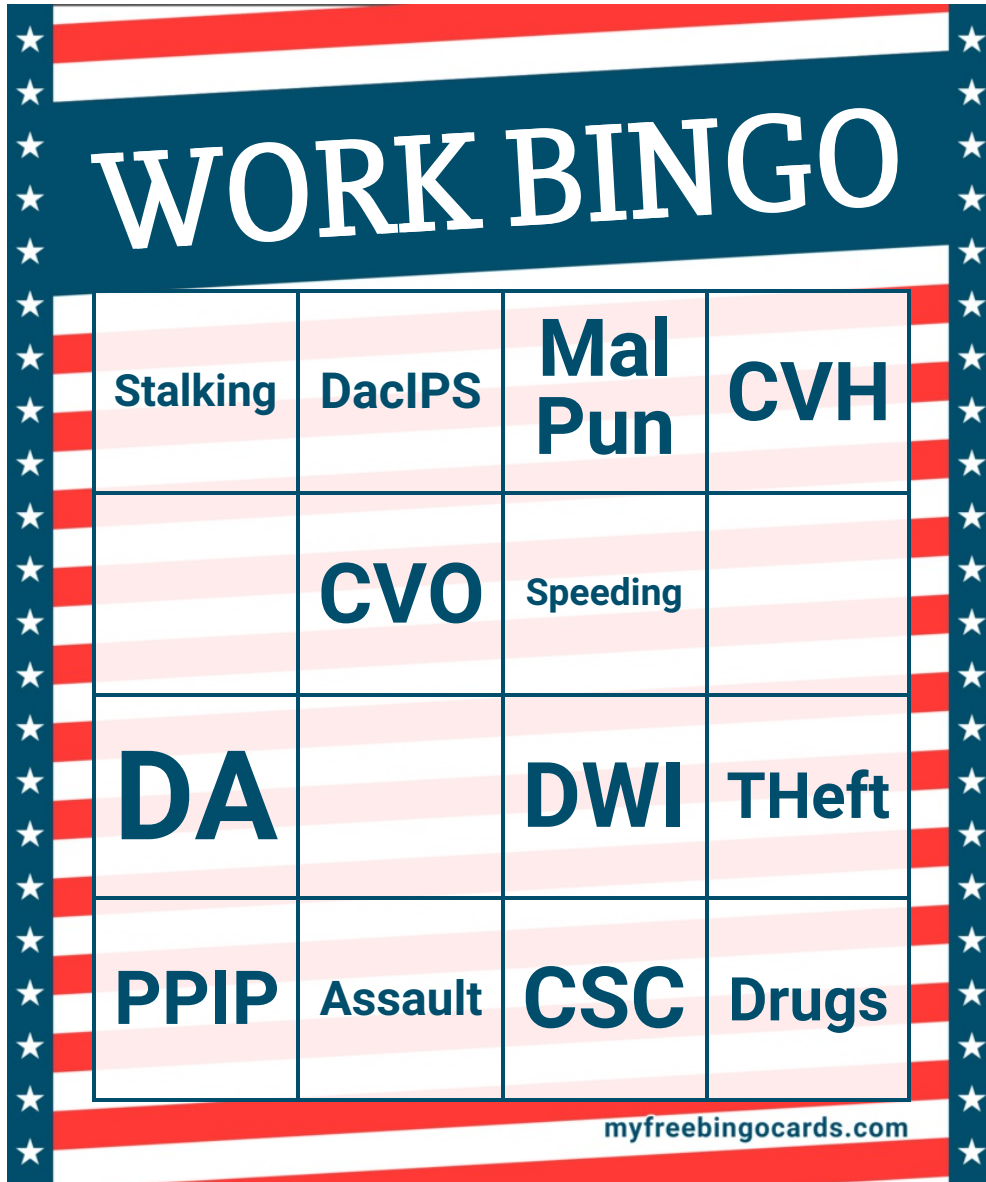 WORK BINGO
Stalking
DacIPS
Mal
Pun
CVH
CVO
Speeding
DA
DWI
THeft
PPIP
Assault
CSC
Drugs
myfreebingocards.com